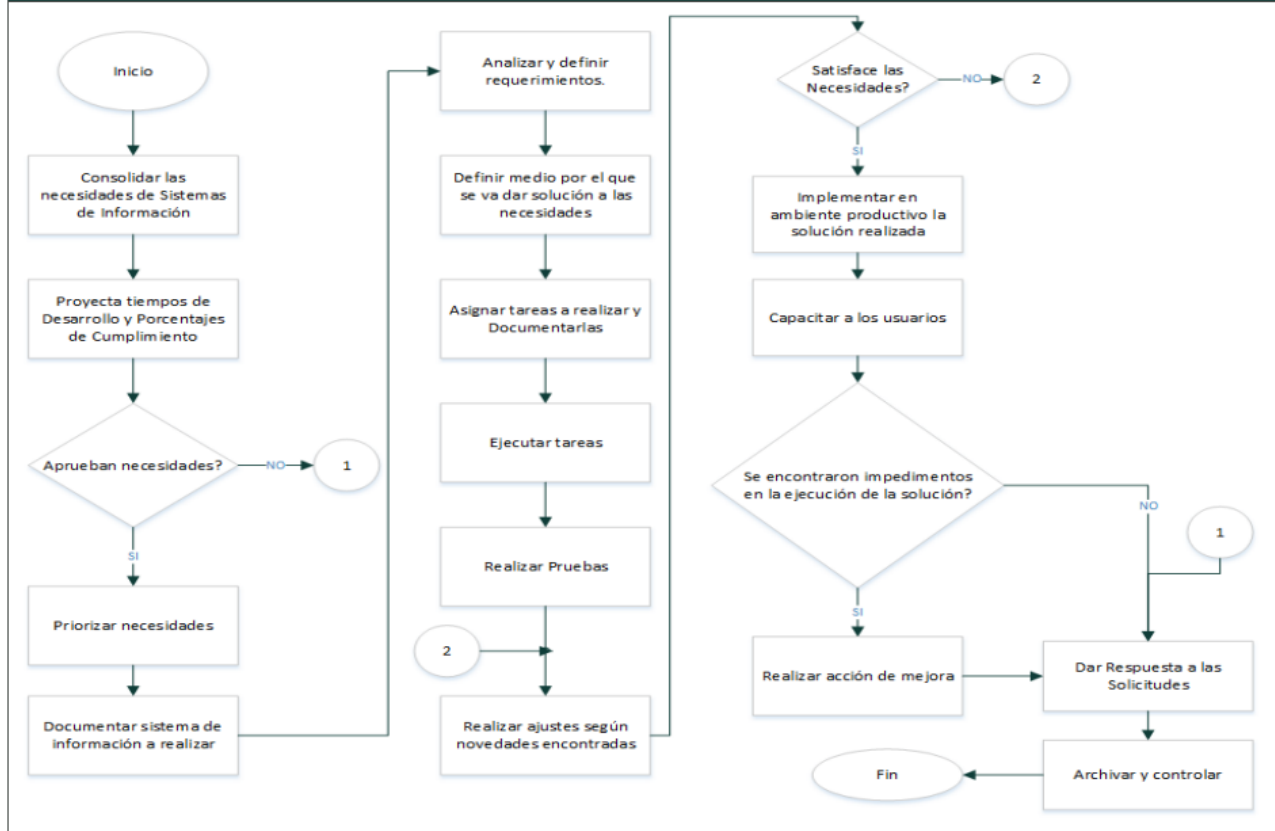 Inicio
Consolidar las
necesidades de Sistemas
de Información
Proyecta tiempos de
Desarrollo y Porcentajes
de Cumplimiento
Aprueban necesidades?
NO
1
SI
Priorizar necesidades
Documentar sistema de
información a realizar
Analizar y definir
requerimientos.
Definir medio por el que
se va dar solución a las
necesidades
Asignar tareas a realizar y
Documentarlas
Ejecutar tareas
Realizar Pruebas
2
Realizar ajustes según
novedades encontradas
Satisface las
Necesidades?
NO
2
SI
Implementar en
ambiente productivo la
solución realizada
Capacitar a los usuarios
Se encontraron impedimentos
en la ejecución de la solución?
NO
1
SI
Realizar acción de mejora
Dar Respuesta a las
Solicitudes
Archivar y controlar
Fin